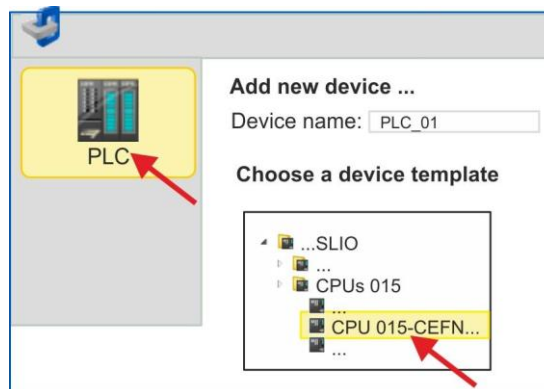 PLC
Add new device ...
Device name: PLC_01
Choose a device template
...SLIO
...
CPUs 015
...
CPU 015-CEFN...
...